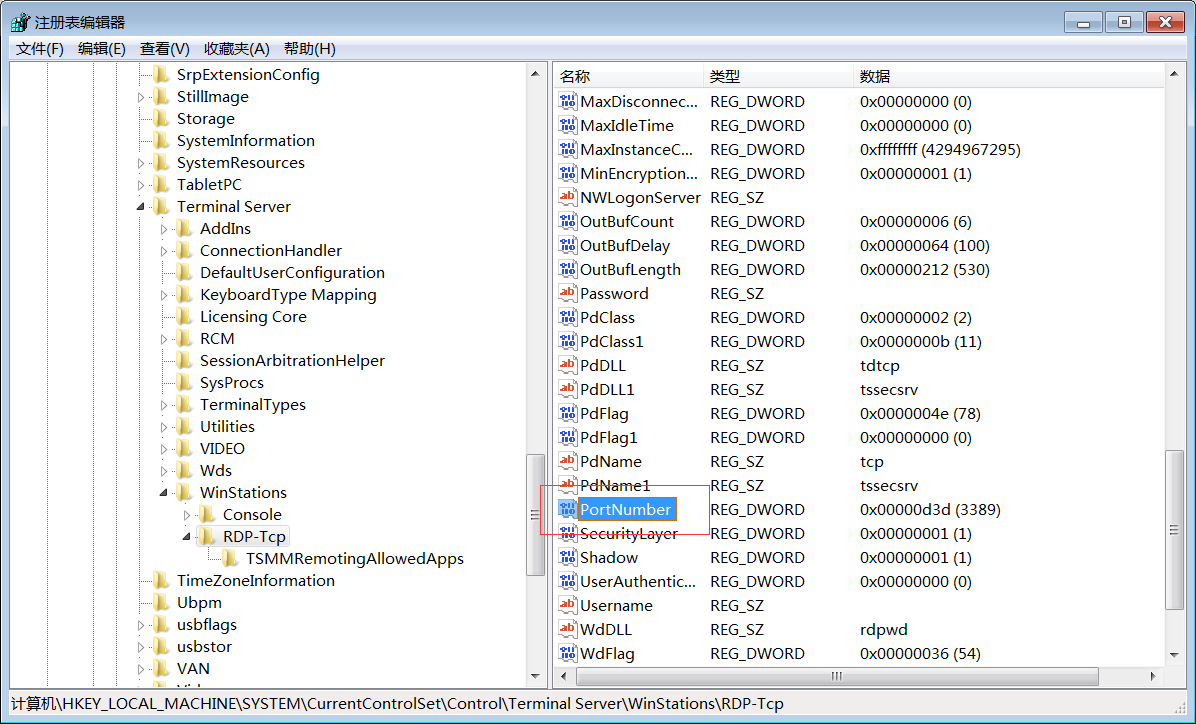 注册表编辑器
文件(F) 编辑(E) 查看(V) 收藏夹(A) 帮助(H)
SrpExtensionConfig
StillImage
Storage
SystemInformation
SystemResources
TabletPC
Terminal Server
AddIns
ConnectionHandler
DefaultUserConfiguration
KeyboardType Mapping
Licensing Core
RCM
SessionArbitrationHelper
SysProcs
TerminalTypes
Utilities
VIDEO
Wds
WinStations
Console
RDP-Tcp
TSMMRemotingAllowedApps
TimeZoneInformation
Ubpm
usbflags
usbstor
VAN
名称 类型 数据
MaxDisconnec... REG_DWORD 0x00000000 (0)
MaxIdleTime REG_DWORD 0x00000000 (0)
MaxInstanceC... REG_DWORD 0xffffffff (4294967295)
MinEncryption... REG_DWORD 0x00000001 (1)
NWLogonServer REG_SZ
OutBufCount REG_DWORD 0x00000006 (6)
OutBufDelay REG_DWORD 0x00000064 (100)
OutBufLength REG_DWORD 0x00000212 (530)
Password REG_SZ
PdClass REG_DWORD 0x00000002 (2)
PdClass1 REG_DWORD 0x0000000b (11)
PdDLL REG_SZ tdtcp
PdDLL1 REG_SZ tssecsrv
PdFlag REG_DWORD 0x0000004e (78)
PdFlag1 REG_DWORD 0x00000000 (0)
PdName REG_SZ tcp
PdName1 REG_SZ tssecsrv
PortNumber REG_DWORD 0x00000d3d (3389)
SecurityLayer REG_DWORD 0x00000001 (1)
Shadow REG_DWORD 0x00000001 (1)
UserAuthentic... REG_DWORD 0x00000000 (0)
Username REG_SZ
WdDLL REG_SZ rdpwd
WdFlag REG_DWORD 0x00000036 (54)
计算机\HKEY_LOCAL_MACHINE\SYSTEM\CurrentControlSet\Control\Terminal Server\WinStations\RDP-Tcp